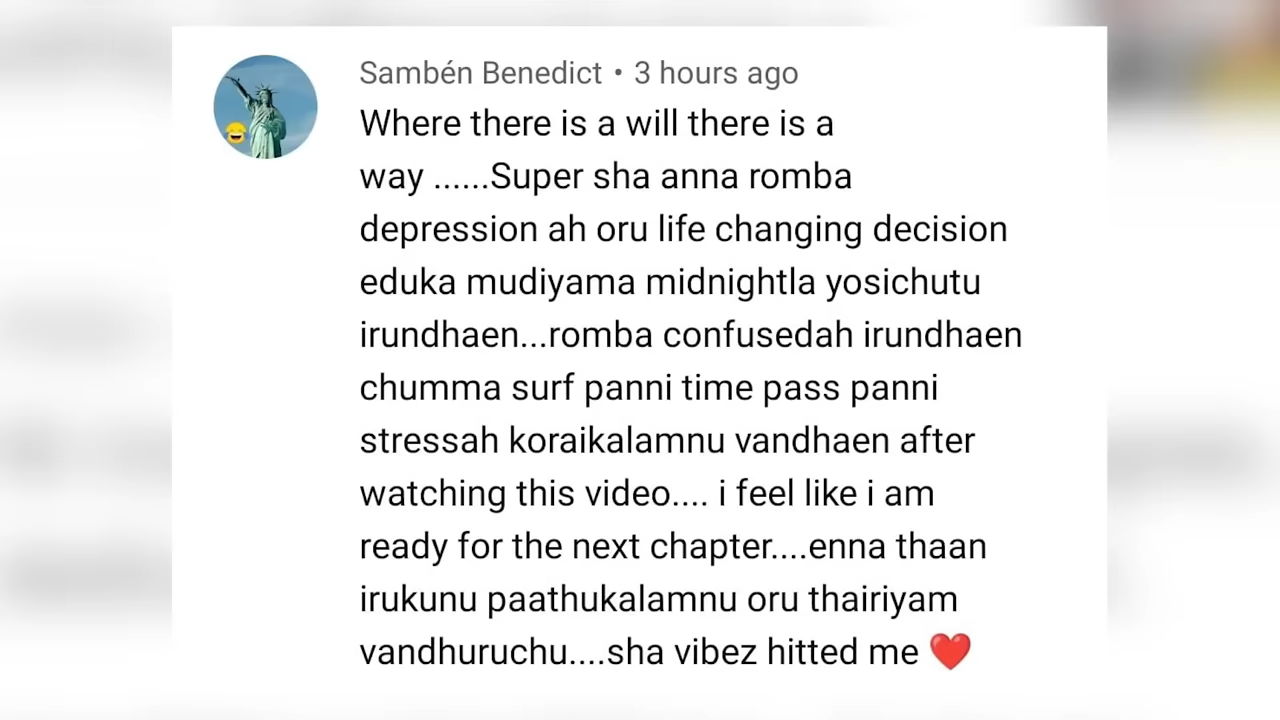 Sambén Benedict • 3 hours ago
Where there is a will there is a
way ......Super sha anna romba
depression ah oru life changing decision
eduka mudiyama midnightla yosichutu
irundhaen...romba confusedah irundhaen
chumma surf panni time pass panni
stressah koraikalamnu vandhaen after
watching this video.... i feel like i am
ready for the next chapter....enna thaan
irukunu paathukalamnu oru thairiyam
vandhuruchu....sha vibez hitted me ❤️